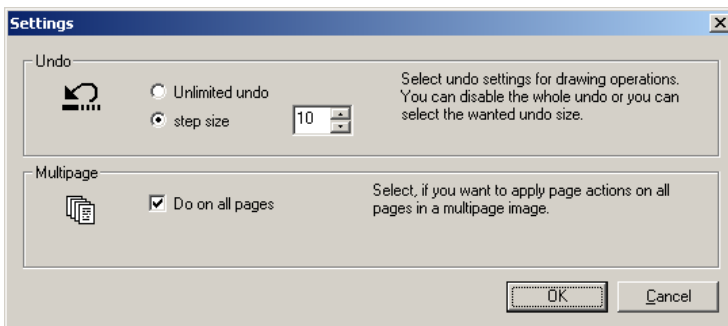 Settings
Undo
Unlimited undo
step size
10
Select undo settings for drawing operations.
You can disable the whole undo or you can
select the wanted undo size.
Multipage
Do on all pages
Select, if you want to apply page actions on all
pages in a multipage image.
OK
Cancel